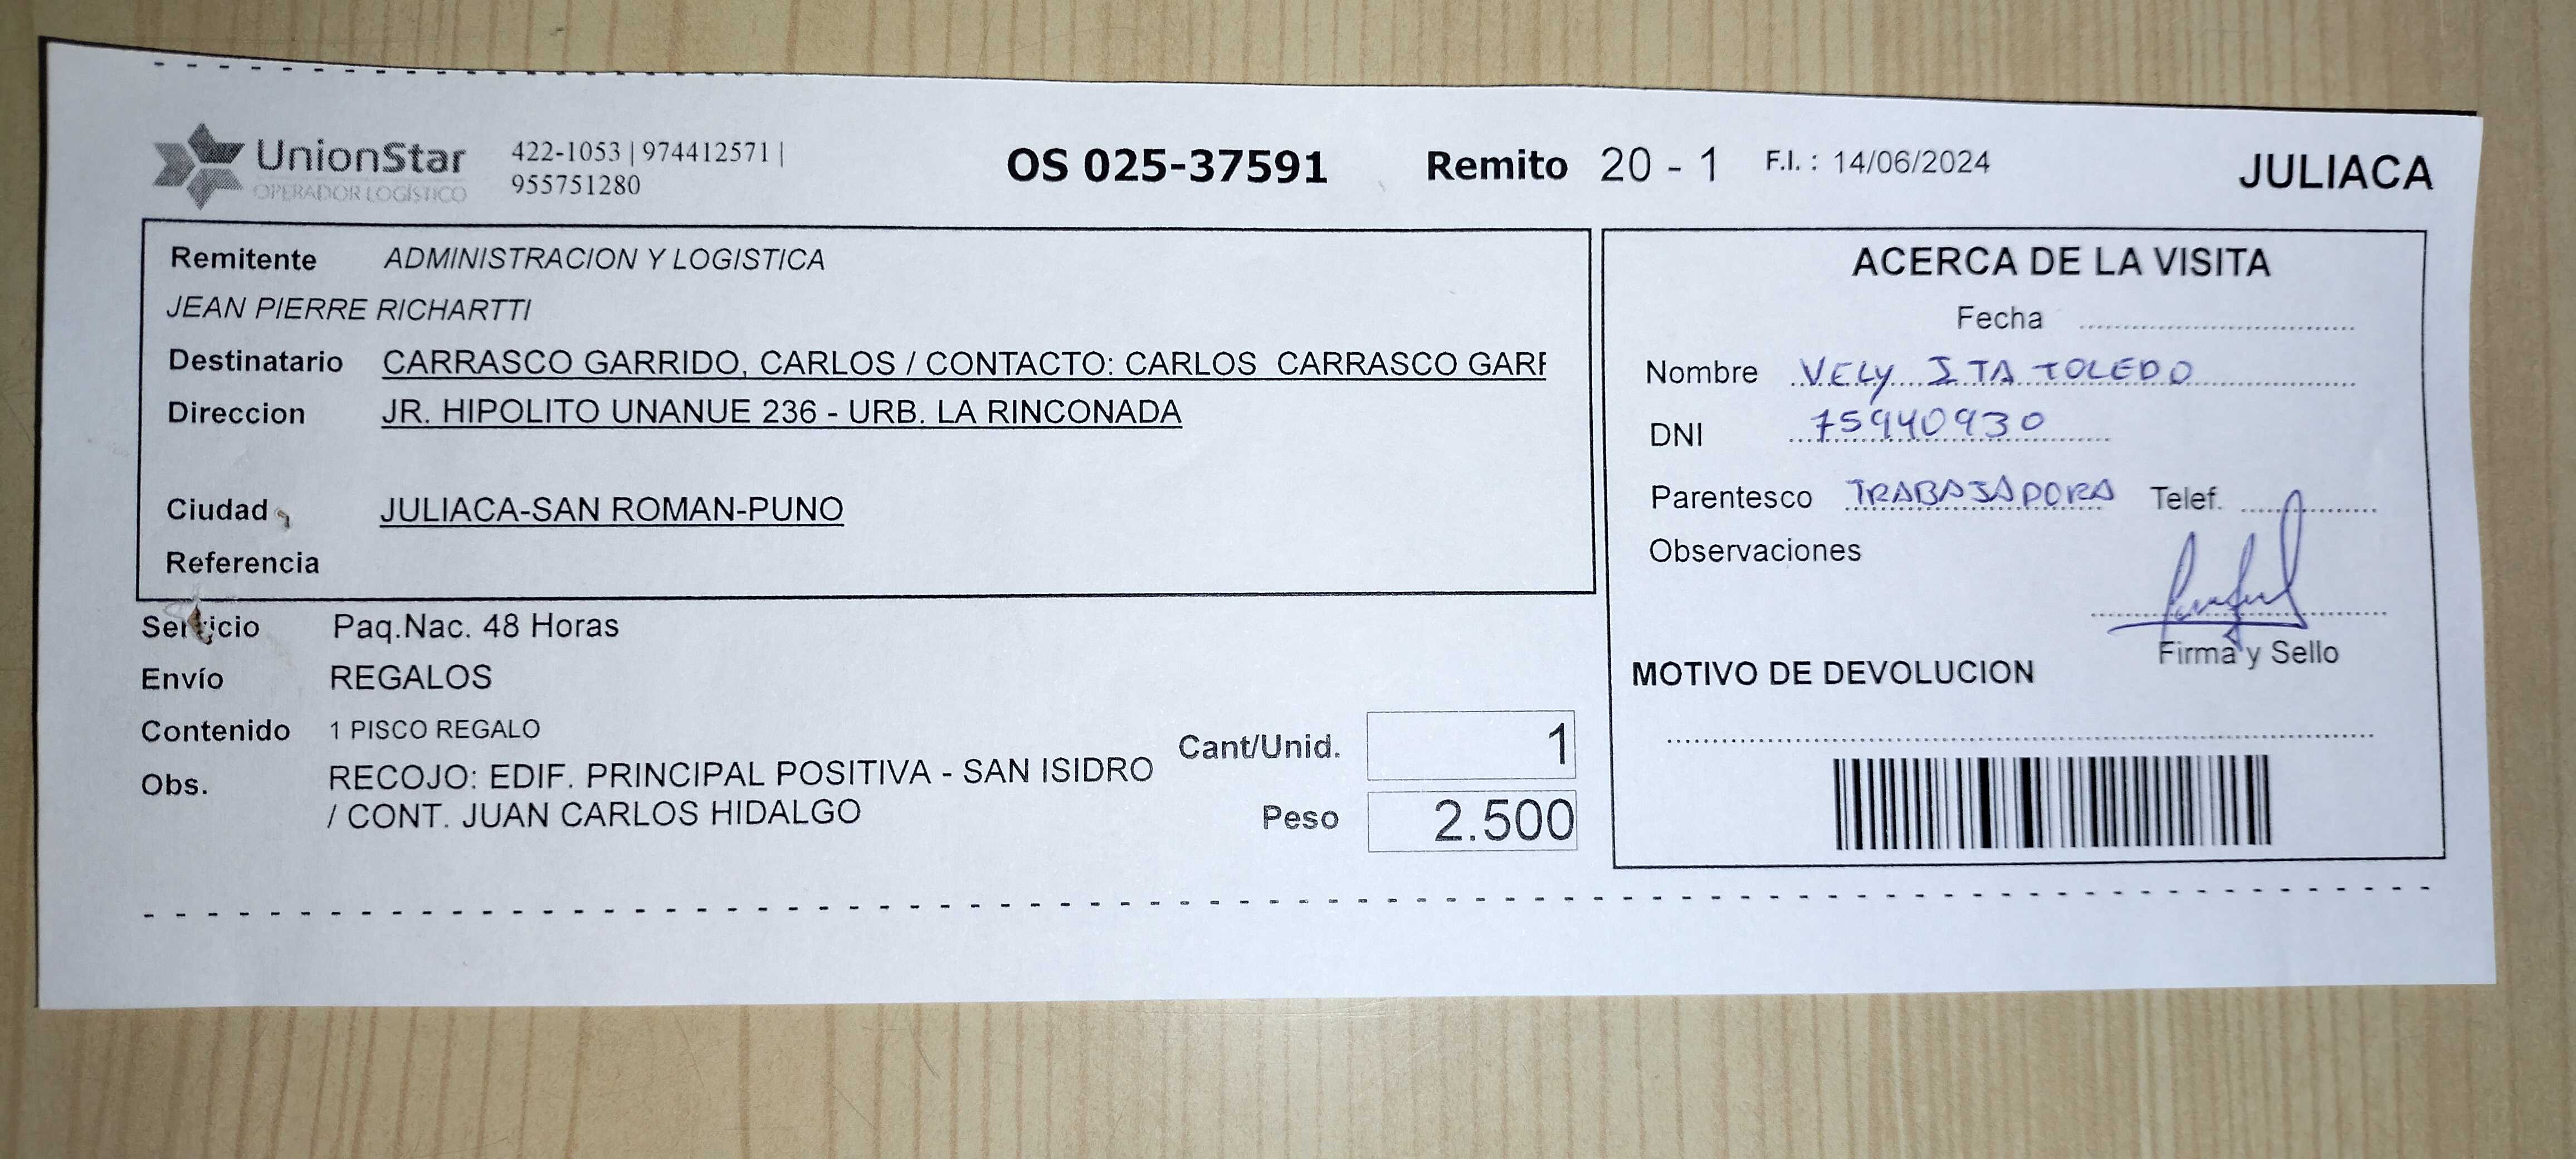 UnionStar
OPERADOR LOGÍSTICO
422-1053 | 974412571 |
955751280
OS 025-37591
Remito 20 - 1
F.I. : 14/06/2024
JULIACA
Remitente ADMINISTRACION Y LOGISTICA
JEAN PIERRE RICHARTTI
Destinatario CARRASCO GARRIDO, CARLOS / CONTACTO: CARLOS CARRASCO GARR
Direccion JR. HIPOLITO UNANUE 236 - URB. LA RINCONADA
Ciudad JULIACA-SAN ROMAN-PUNO
Referencia
Servicio Paq.Nac. 48 Horas
Envío REGALOS
Contenido 1 PISCO REGALO
Obs. RECOJO: EDIF. PRINCIPAL POSITIVA - SAN ISIDRO
/ CONT. JUAN CARLOS HIDALGO
Cant/Unid. 1
Peso 2.500
ACERCA DE LA VISITA
Fecha
Nombre VELY ITA TOLEDO
DNI 75940930
Parentesco TRABAJADORA Telef.
Observaciones
Firma y Sello
MOTIVO DE DEVOLUCION